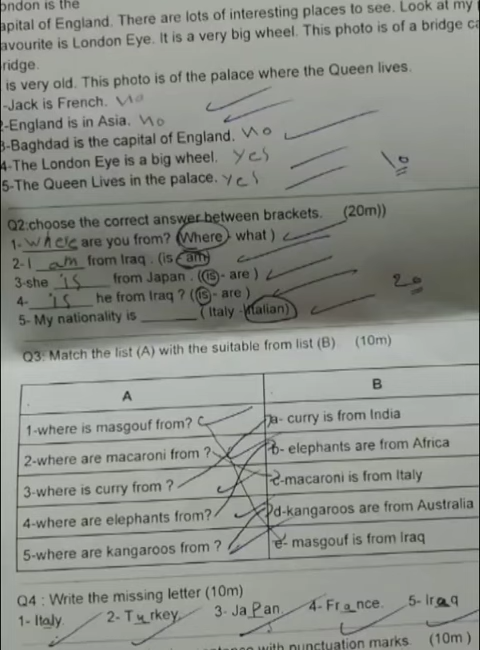 ondon is the
apital of England. There are lots of interesting places to see. Look at my
avourite is London Eye. It is a very big wheel. This photo is of a bridge ca
ridge.
is very old. This photo is of the palace where the Queen lives.
-Jack is French. No
-England is in Asia. No
3-Baghdad is the capital of England. No
4-The London Eye is a big wheel. Yes
5-The Queen Lives in the palace. Yes
10
Q2:choose the correct answer between brackets. (20m))
1- where are you from? (Where - what )
2- I am from Iraq . (is - am)
3-she is from Japan . (is - are )
4- is he from Iraq ? (is - are )
20
5- My nationality is ______ ( Italy - Italian)
Q3: Match the list (A) with the suitable from list (B) (10m)
A B
1-where is masgouf from? a- curry is from India
2-where are macaroni from ? b- elephants are from Africa
3-where is curry from ? c-macaroni is from Italy
4-where are elephants from? d-kangaroos are from Australia
5-where are kangaroos from ? e- masgouf is from Iraq
Q4 : Write the missing letter (10m)
1- Italy. 2- Turkey. 3- JaPan. 4- France. 5- Iraq
with punctuation marks. (10m )